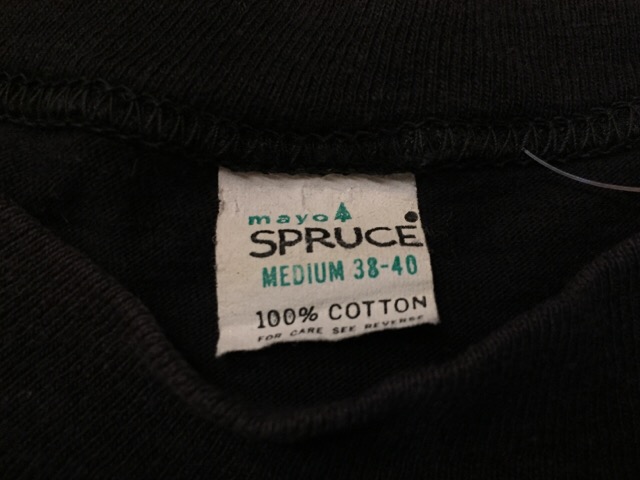 mayo
SPRUCE
MEDIUM 38-40
100% COTTON
FOR CARE SEE REVERSE